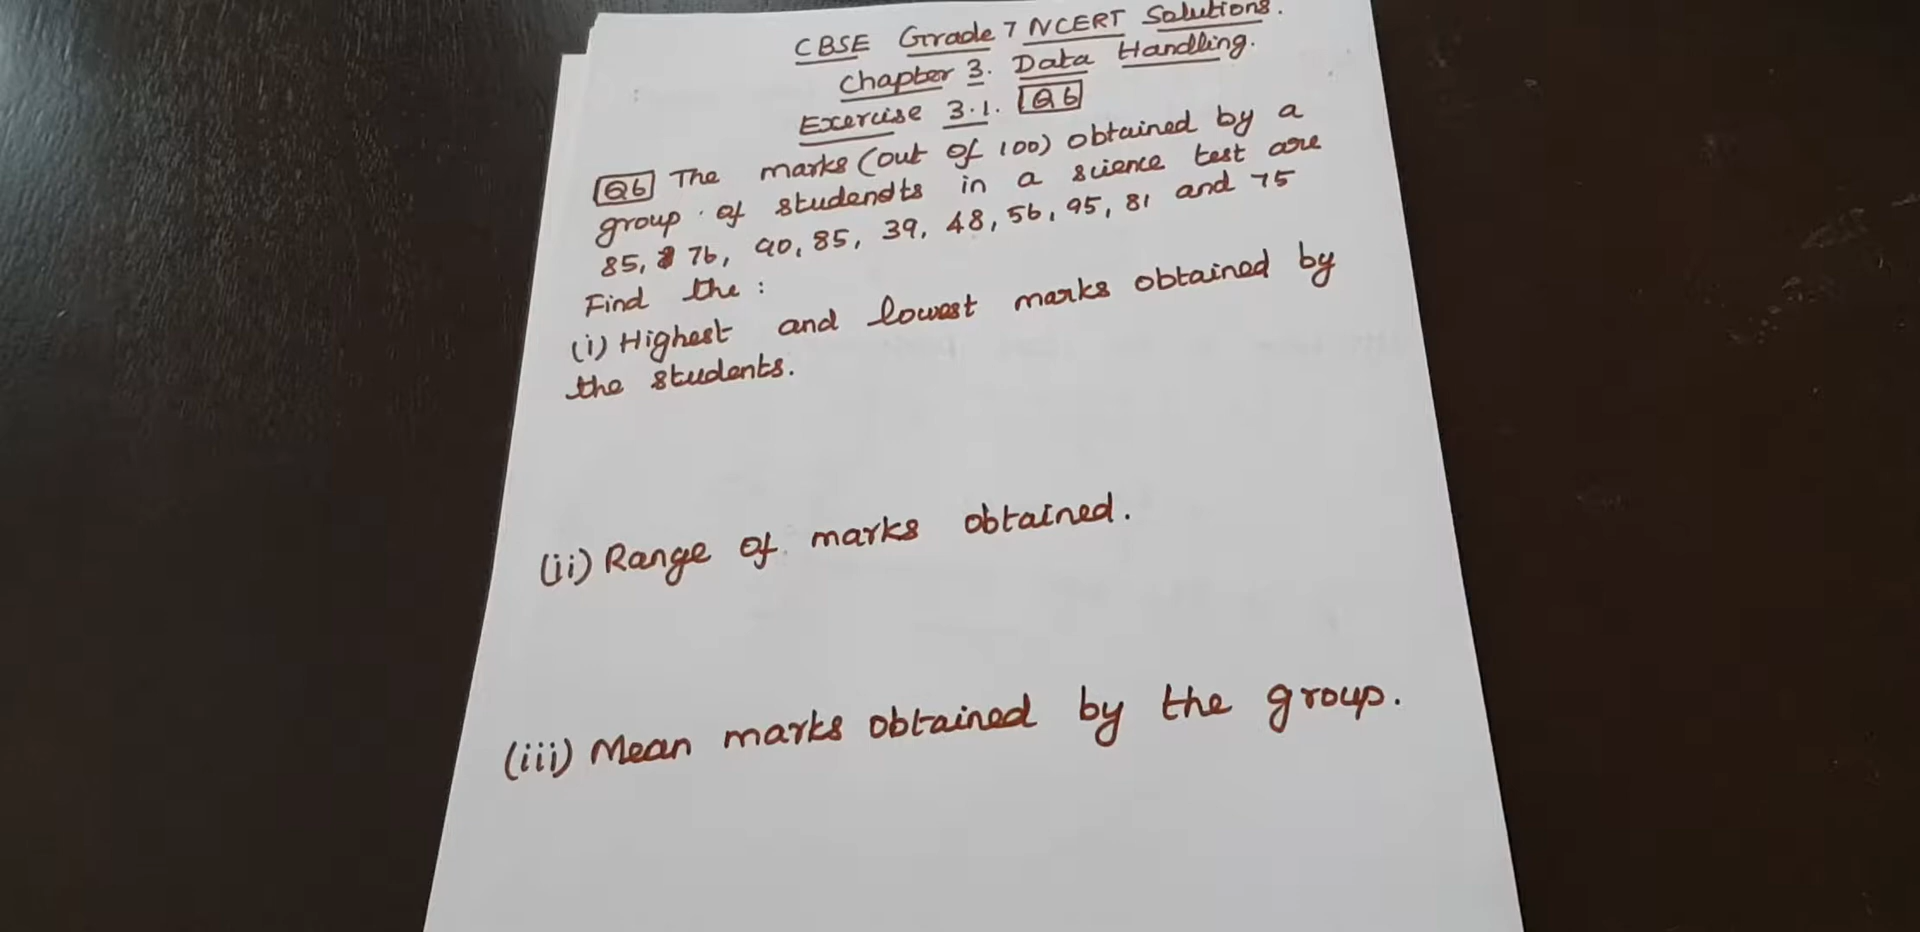 CBSE Grade 7 NCERT Solutions.
Chapter 3. Data Handling.
Exercise 3.1. Q6
Q6 The marks (out of 100) obtained by a
group of studendts in a science test are
85, 76, 90, 85, 39, 48, 56, 95, 81 and 75
Find the :
(i) Highest and lowest marks obtained by
the students.
(ii) Range of marks obtained.
(iii) Mean marks obtained by the group.